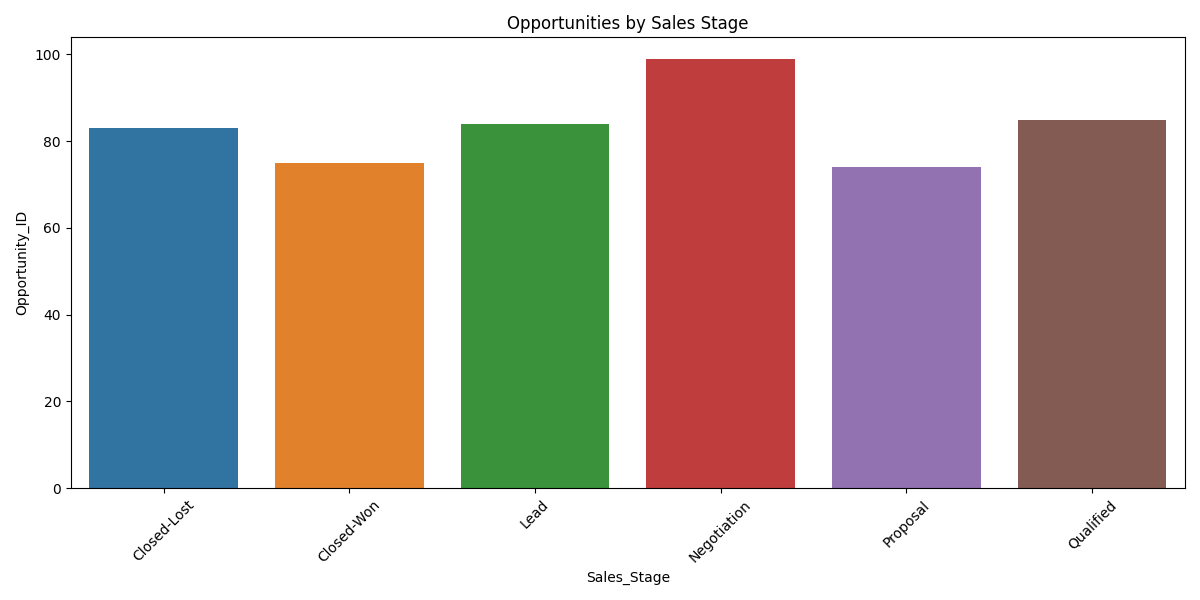 Opportunities by Sales Stage
Opportunity_ID
100
80
60
40
20
0
Closed-Lost
Closed-Won
Lead
Negotiation
Proposal
Qualified
Sales_Stage